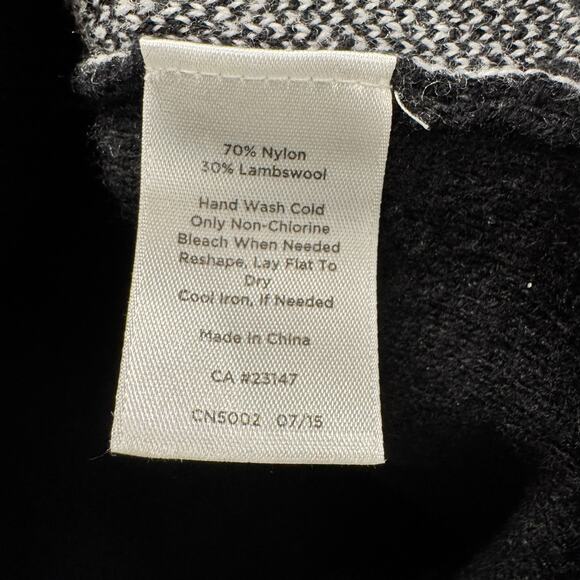 70% Nylon
30% Lambswool
Hand Wash Cold
Only Non-Chlorine
Bleach When Needed
Reshape, Lay Flat To
Dry
Cool Iron, If Needed
Made in China
CA #23147
CN5002 07/15